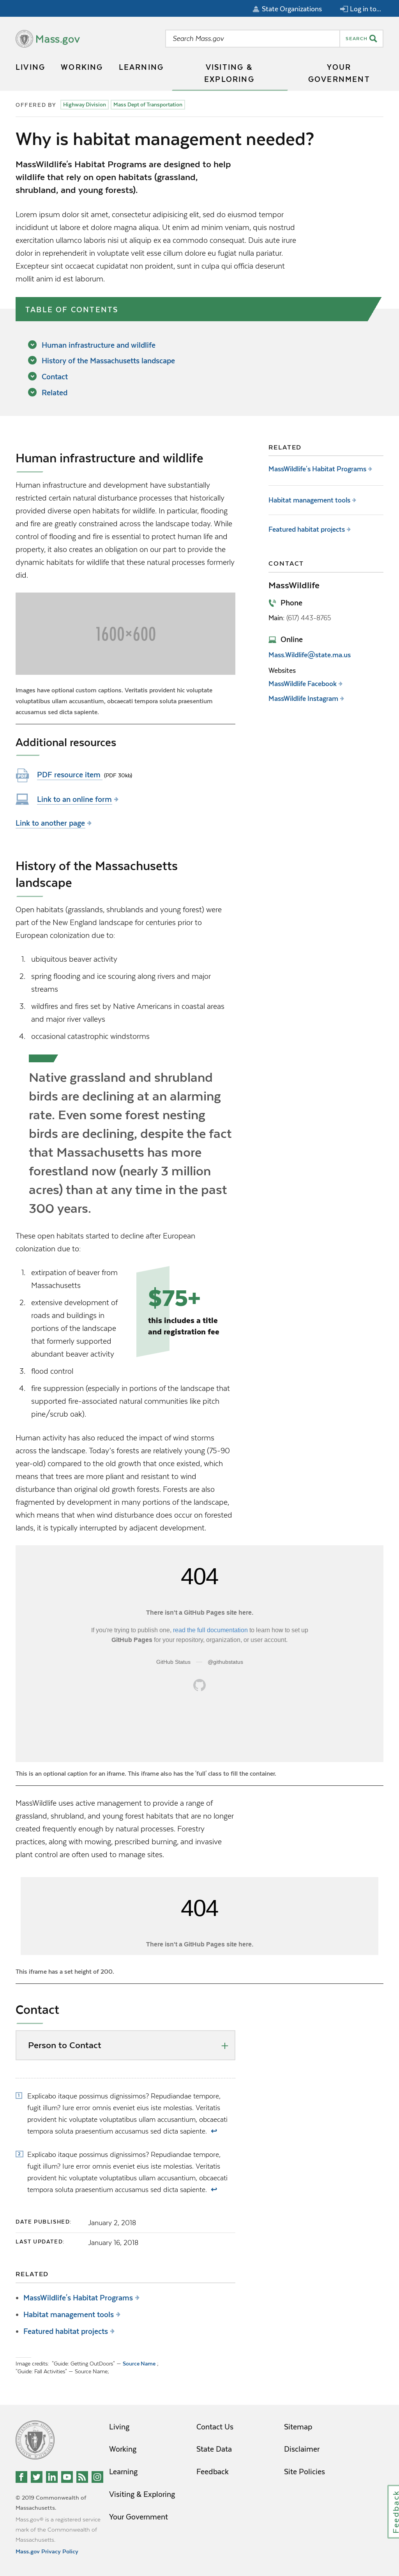 State Organizations
Log in to...
Mass.gov
Search Mass.gov
SEARCH
LIVING
WORKING
LEARNING
VISITING & EXPLORING
YOUR GOVERNMENT
OFFERED BY
Highway Division
Mass Dept of Transportation
Why is habitat management needed?
MassWildlife's Habitat Programs are designed to help
wildlife that rely on open habitats (grassland,
shrubland, and young forests).
Lorem ipsum dolor sit amet, consectetur adipisicing elit, sed do eiusmod tempor
incididunt ut labore et dolore magna aliqua. Ut enim ad minim veniam, quis nostrud
exercitation ullamco laboris nisi ut aliquip ex ea commodo consequat. Duis aute irure
dolor in reprehenderit in voluptate velit esse cillum dolore eu fugiat nulla pariatur.
Excepteur sint occaecat cupidatat non proident, sunt in culpa qui officia deserunt
mollit anim id est laborum.
TABLE OF CONTENTS
Human infrastructure and wildlife
History of the Massachusetts landscape
Contact
Related
Human infrastructure and wildlife
Human infrastructure and development have substantially
restricted certain natural disturbance processes that historically
provided diverse open habitats for wildlife. In particular, flooding
and fire are greatly constrained across the landscape today. While
constraining flood and fire is essential to protect human life and
property, it also creates an obligation on our part to provide the
dynamic habitats for wildlife that these natural processes formerly
did.
1600×600
Images have optional custom captions. Veritatis provident hic voluptate
voluptatibus ullam accusantium, obcaecati tempora soluta praesentium
accusamus sed dicta sapiente.
Additional resources
PDF
PDF resource item (PDF 30kb)
Link to an online form
Link to another page
History of the Massachusetts
landscape
Open habitats (grasslands, shrublands and young forest) were
part of the New England landscape for centuries prior to
European colonization due to:
1. ubiquitous beaver activity
2. spring flooding and ice scouring along rivers and major
streams
3. wildfires and fires set by Native Americans in coastal areas
and major river valleys
4. occasional catastrophic windstorms
Native grassland and shrubland
birds are declining at an alarming
rate. Even some forest nesting
birds are declining, despite the fact
that Massachusetts has more
forestland now (nearly 3 million
acres) than at any time in the past
300 years.
These open habitats started to decline after European
colonization due to:
1. extirpation of beaver from
Massachusetts
2. extensive development of
roads and buildings in
portions of the landscape
that formerly supported
abundant beaver activity
3. flood control
4. fire suppression (especially in portions of the landscape that
supported fire-associated natural communities like pitch
pine/scrub oak).
$75+
this includes a title
and registration fee
Human activity has also reduced the impact of wind storms
across the landscape. Today's forests are relatively young (75-90
year) compared to the old growth that once existed, which
means that trees are more pliant and resistant to wind
disturbance than original old growth forests. Forests are also
fragmented by development in many portions of the landscape,
which means that when wind disturbance does occur on forested
lands, it is typically interrupted by adjacent development.
404
There isn't a GitHub Pages site here.
If you're trying to publish one, read the full documentation to learn how to set up
GitHub Pages for your repository, organization, or user account.
GitHub Status — @githubstatus
This is an optional caption for an iframe. This iframe also has the 'full' class to fill the container.
MassWildlife uses active management to provide a range of
grassland, shrubland, and young forest habitats that are no longer
created frequently enough by natural processes. Forestry
practices, along with mowing, prescribed burning, and invasive
plant control are often used to manage sites.
404
There isn't a GitHub Pages site here.
This iframe has a set height of 200.
Contact
Person to Contact
1 Explicabo itaque possimus dignissimos? Repudiandae tempore,
fugit illum? Iure error omnis eveniet eius iste molestias. Veritatis
provident hic voluptate voluptatibus ullam accusantium, obcaecati
tempora soluta praesentium accusamus sed dicta sapiente. ↩
2 Explicabo itaque possimus dignissimos? Repudiandae tempore,
fugit illum? Iure error omnis eveniet eius iste molestias. Veritatis
provident hic voluptate voluptatibus ullam accusantium, obcaecati
tempora soluta praesentium accusamus sed dicta sapiente. ↩
DATE PUBLISHED: January 2, 2018
LAST UPDATED: January 16, 2018
RELATED
MassWildlife's Habitat Programs
Habitat management tools
Featured habitat projects
Image credits: "Guide: Getting OutDoors" — Source Name ,
"Guide: Fall Activities" — Source Name,
RELATED
MassWildlife's Habitat Programs
Habitat management tools
Featured habitat projects
CONTACT
MassWildlife
Phone
Main: (617) 443-8765
Online
Mass.Wildlife@state.ma.us
Websites
MassWildlife Facebook
MassWildlife Instagram
Living
Working
Learning
Visiting & Exploring
Your Government
Contact Us
State Data
Feedback
Sitemap
Disclaimer
Site Policies
© 2019 Commonwealth of
Massachusetts.
Mass.gov® is a registered service
mark of the Commonwealth of
Massachusetts.
Mass.gov Privacy Policy
Feedback